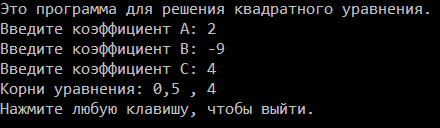 Это программа для решения квадратного уравнения.
Введите коэффициент A: 2
Введите коэффициент B: -9
Введите коэффициент C: 4
Корни уравнения: 0,5 , 4
Нажмите любую клавишу, чтобы выйти.